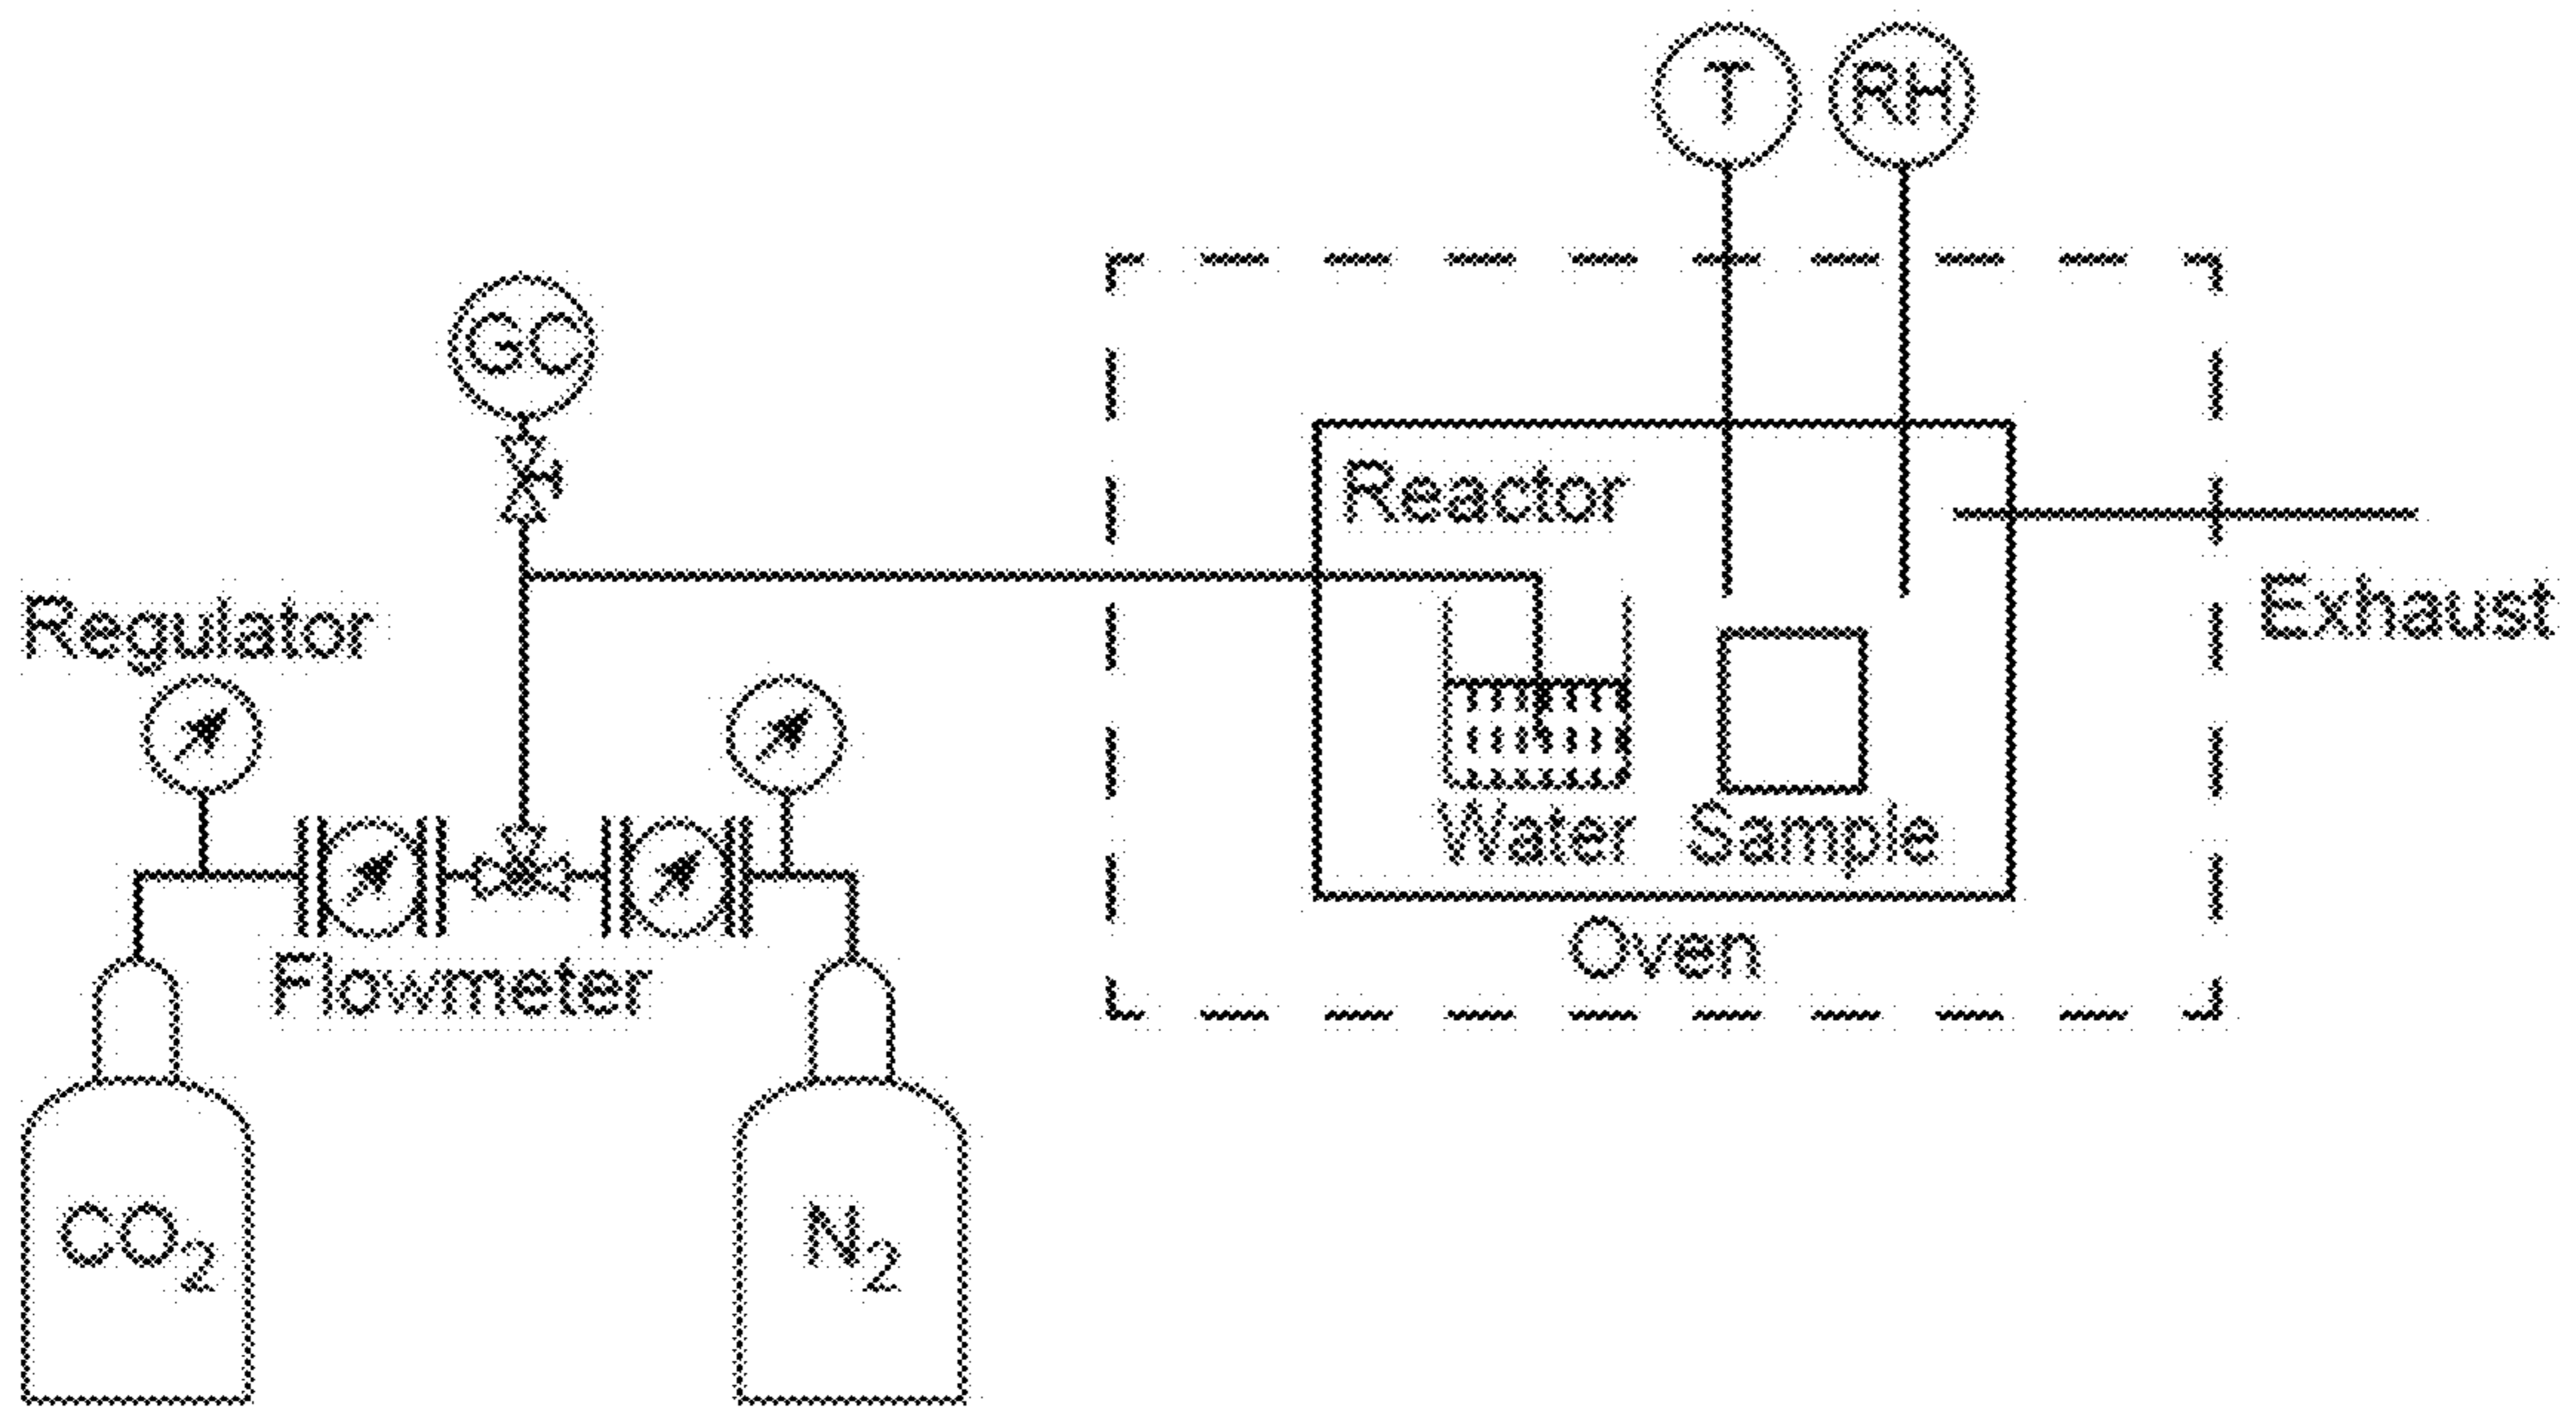 T RH
GC
Reactor
Regulator
Exhaust
Water Sample
Oven
Flowmeter
CO₂
N₂